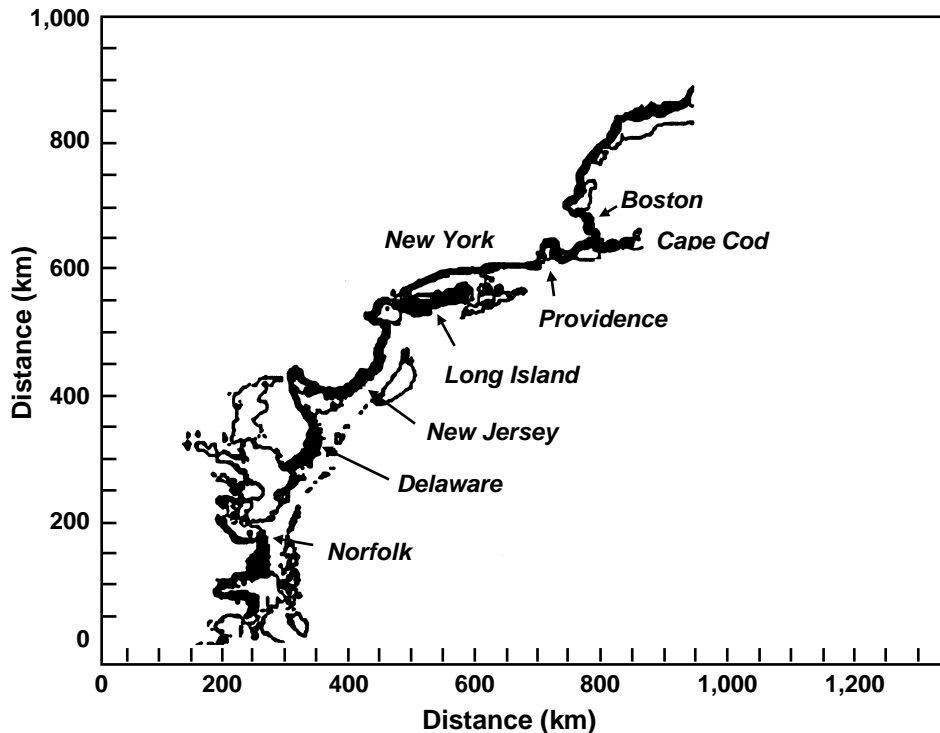 1,000
800
600
400
200
0
Distance (km)
Boston
New York
Cape Cod
Providence
Long Island
New Jersey
Delaware
Norfolk
0 200 400 600 800 1,000 1,200
Distance (km)